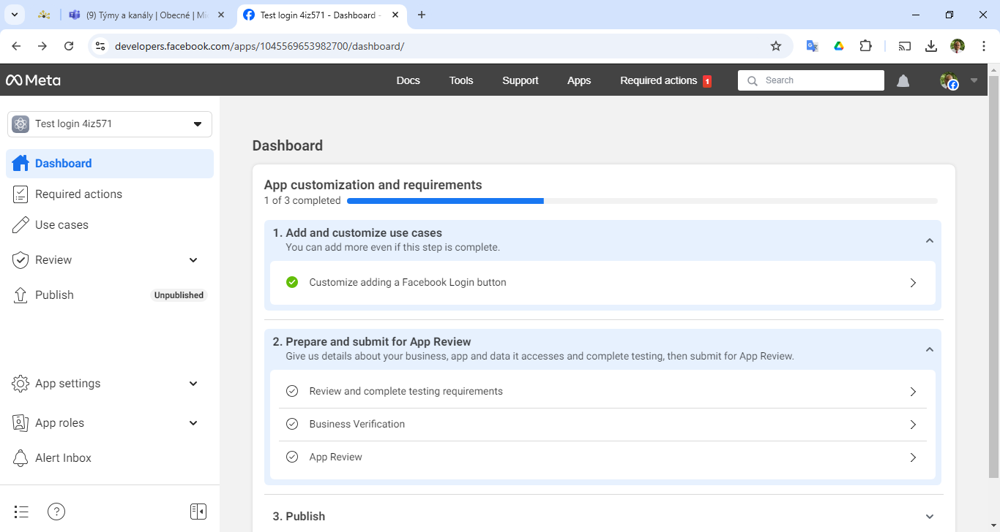 (9) Týmy a kanály | Obecné | Mic
Test login 4iz571 - Dashboard -
developers.facebook.com/apps/1045569653982700/dashboard/
Meta
Docs
Tools
Support
Apps
Required actions 1
Search
Test login 4iz571
Dashboard
Required actions
Use cases
Review
Publish
Unpublished
App settings
App roles
Alert Inbox
Dashboard
App customization and requirements
1 of 3 completed
1. Add and customize use cases
You can add more even if this step is complete.
Customize adding a Facebook Login button
2. Prepare and submit for App Review
Give us details about your business, app and data it accesses and complete testing, then submit for App Review.
Review and complete testing requirements
Business Verification
App Review
3. Publish